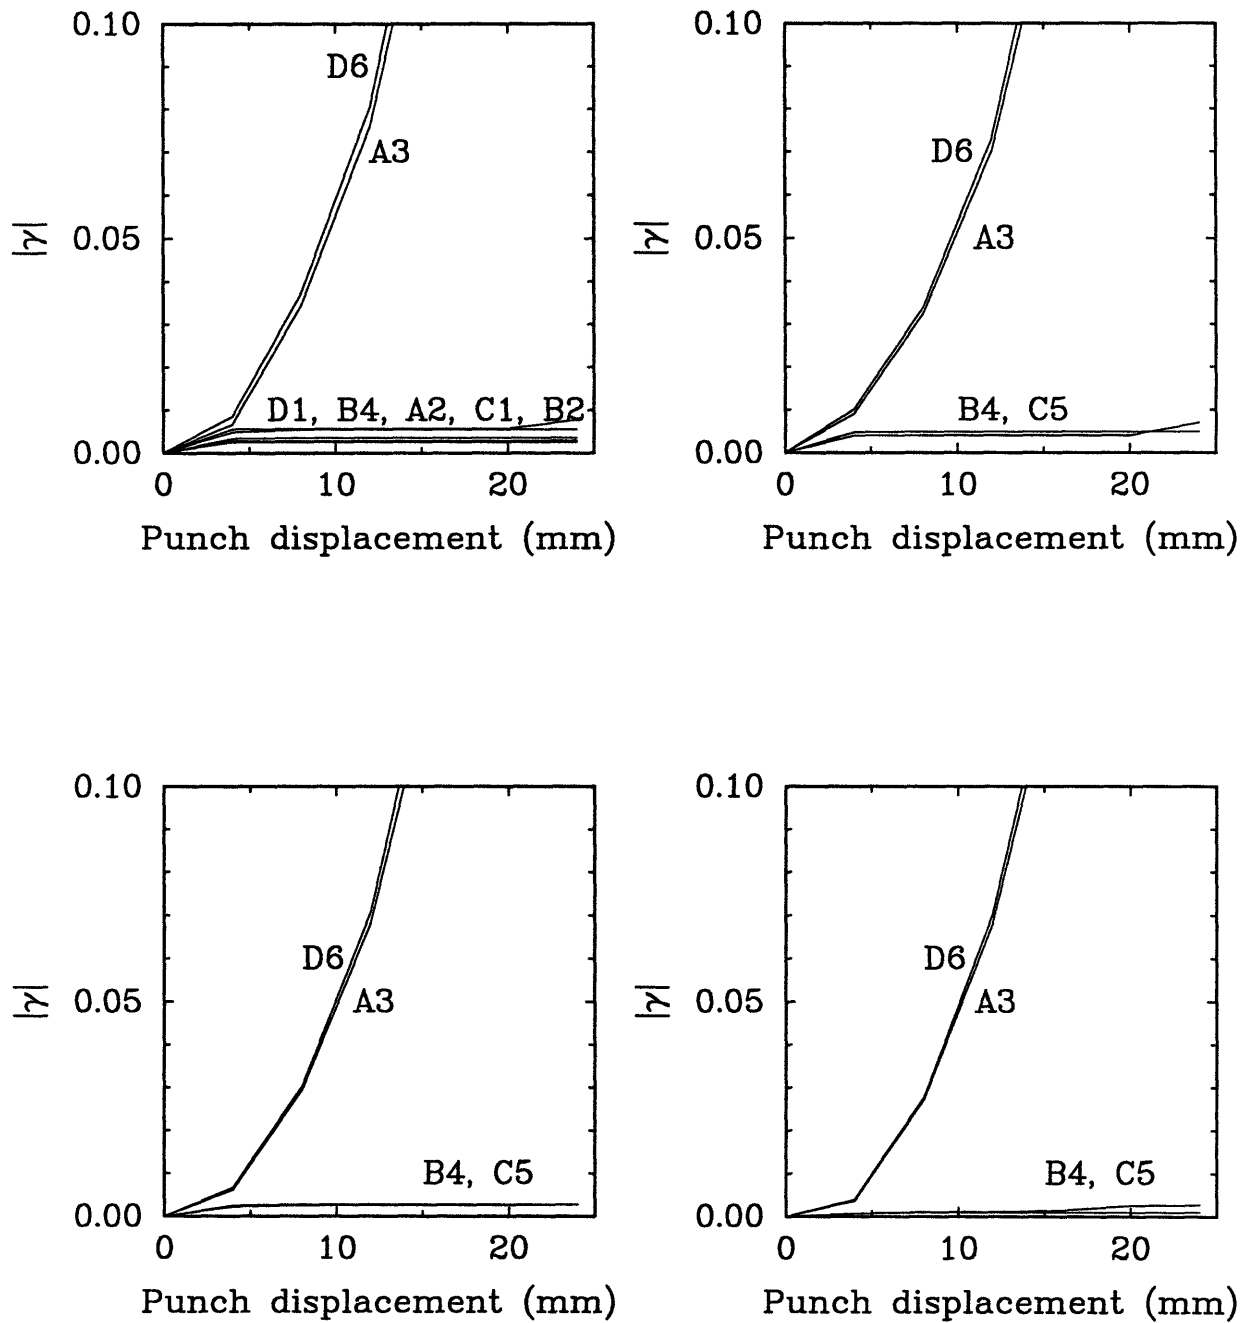 0.10
D6
A3
|γ|
0.05
D1, B4, A2, C1, B2
0.00
0 10 20
Punch displacement (mm)
0.10
D6
A3
|γ|
0.05
B4, C5
0.00
0 10 20
Punch displacement (mm)
0.10
D6
A3
|γ|
0.05
B4, C5
0.00
0 10 20
Punch displacement (mm)
0.10
D6
A3
|γ|
0.05
B4, C5
0.00
0 10 20
Punch displacement (mm)